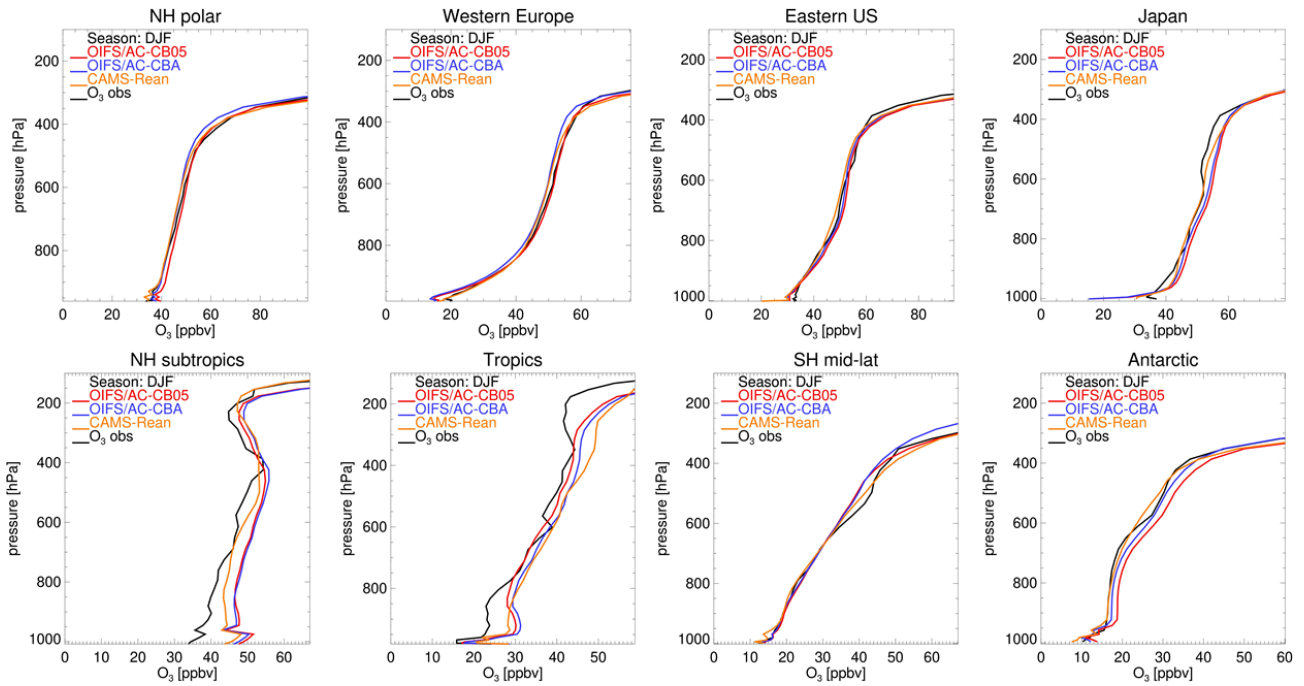 NH polar
Season: DJF
OIFS/AC-CB05
OIFS/AC-CBA
CAMS-Rean
O3 obs
200
400
600
800
pressure [hPa]
0 20 40 60 80
O3 [ppbv]
Western Europe
Season: DJF
OIFS/AC-CB05
OIFS/AC-CBA
CAMS-Rean
O3 obs
200
400
600
800
pressure [hPa]
0 20 40 60
O3 [ppbv]
Eastern US
Season: DJF
OIFS/AC-CB05
OIFS/AC-CBA
CAMS-Rean
O3 obs
200
400
600
800
1000
pressure [hPa]
0 20 40 60 80
O3 [ppbv]
Japan
Season: DJF
OIFS/AC-CB05
OIFS/AC-CBA
CAMS-Rean
O3 obs
200
400
600
800
1000
pressure [hPa]
0 20 40 60
O3 [ppbv]
NH subtropics
Season: DJF
OIFS/AC-CB05
OIFS/AC-CBA
CAMS-Rean
O3 obs
200
400
600
800
1000
pressure [hPa]
0 10 20 30 40 50 60
O3 [ppbv]
Tropics
Season: DJF
OIFS/AC-CB05
OIFS/AC-CBA
CAMS-Rean
O3 obs
200
400
600
800
pressure [hPa]
0 10 20 30 40 50
O3 [ppbv]
SH mid-lat
Season: DJF
OIFS/AC-CB05
OIFS/AC-CBA
CAMS-Rean
O3 obs
200
400
600
800
1000
pressure [hPa]
0 10 20 30 40 50 60
O3 [ppbv]
Antarctic
Season: DJF
OIFS/AC-CB05
OIFS/AC-CBA
CAMS-Rean
O3 obs
200
400
600
800
1000
pressure [hPa]
0 10 20 30 40 50 60
O3 [ppbv]